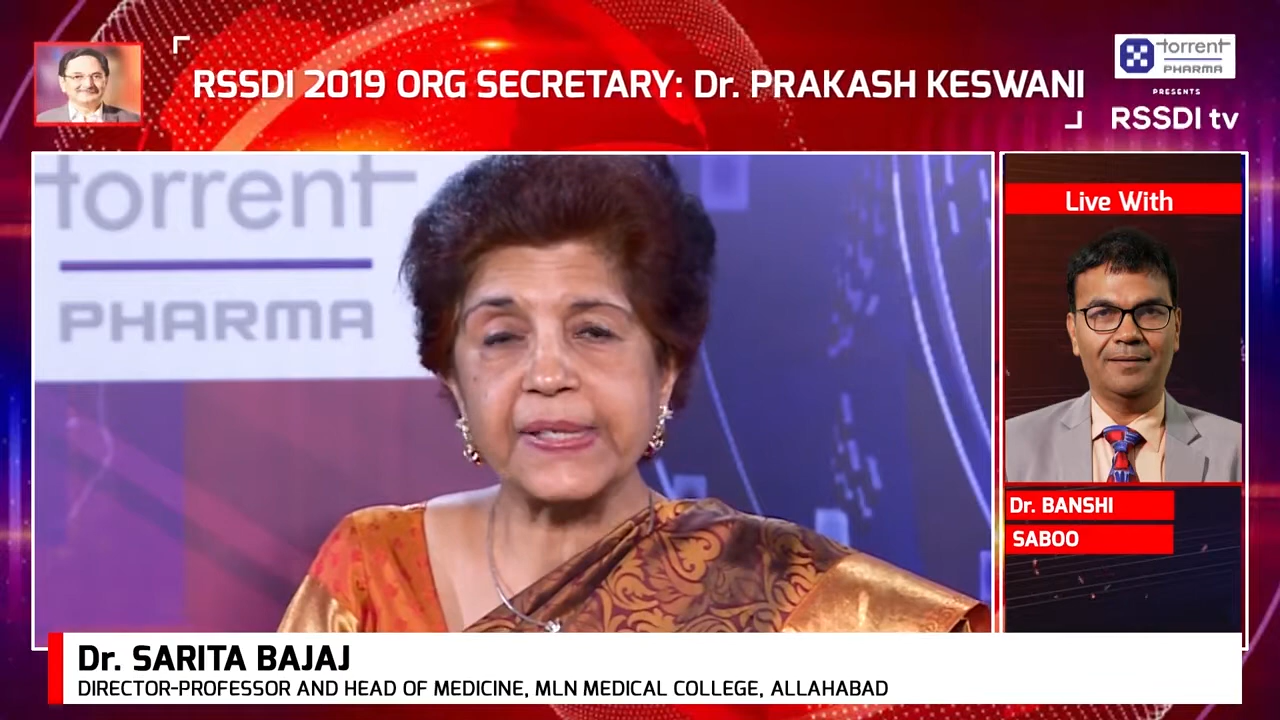 RSSDI 2019 ORG SECRETARY: Dr. PRAKASH KESWANI
torrent
PHARMA
PRESENTS
RSSDI tv
torrent
PHARMA
Live With
Dr. BANSHI
SABOO
Dr. SARITA BAJAJ
DIRECTOR-PROFESSOR AND HEAD OF MEDICINE, MLN MEDICAL COLLEGE, ALLAHABAD